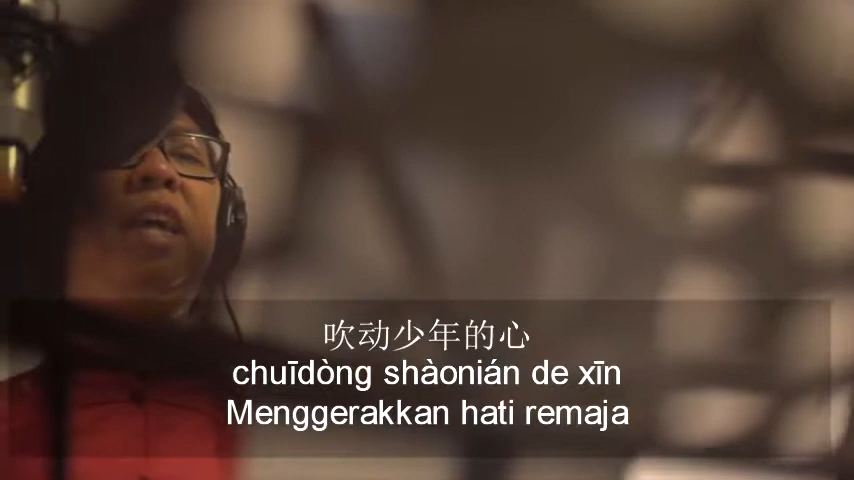 吹动少年的心
chuīdòng shàonián de xīn
Menggerakkan hati remaja